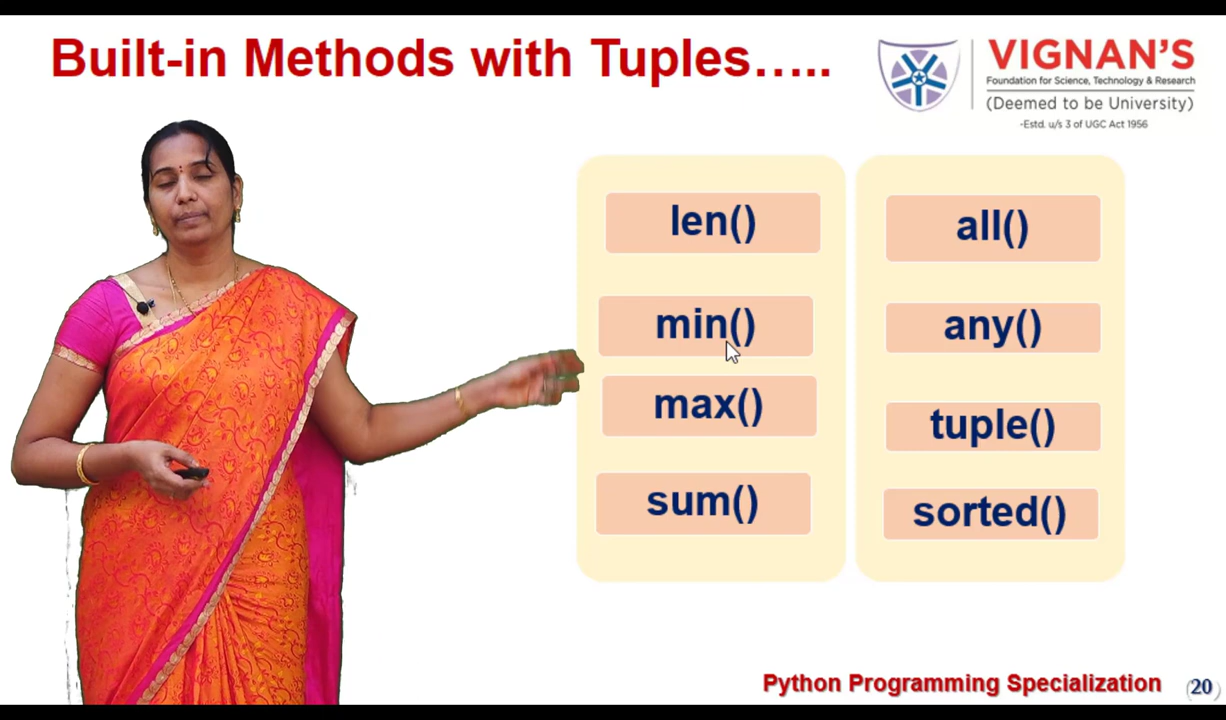 Built-in Methods with Tuples…..
VIGNAN'S
Foundation for Science, Technology & Research
(Deemed to be University)
-Estd. u/s 3 of UGC Act 1956
len()
min()
max()
sum()
all()
any()
tuple()
sorted()
Python Programming Specialization
(20)